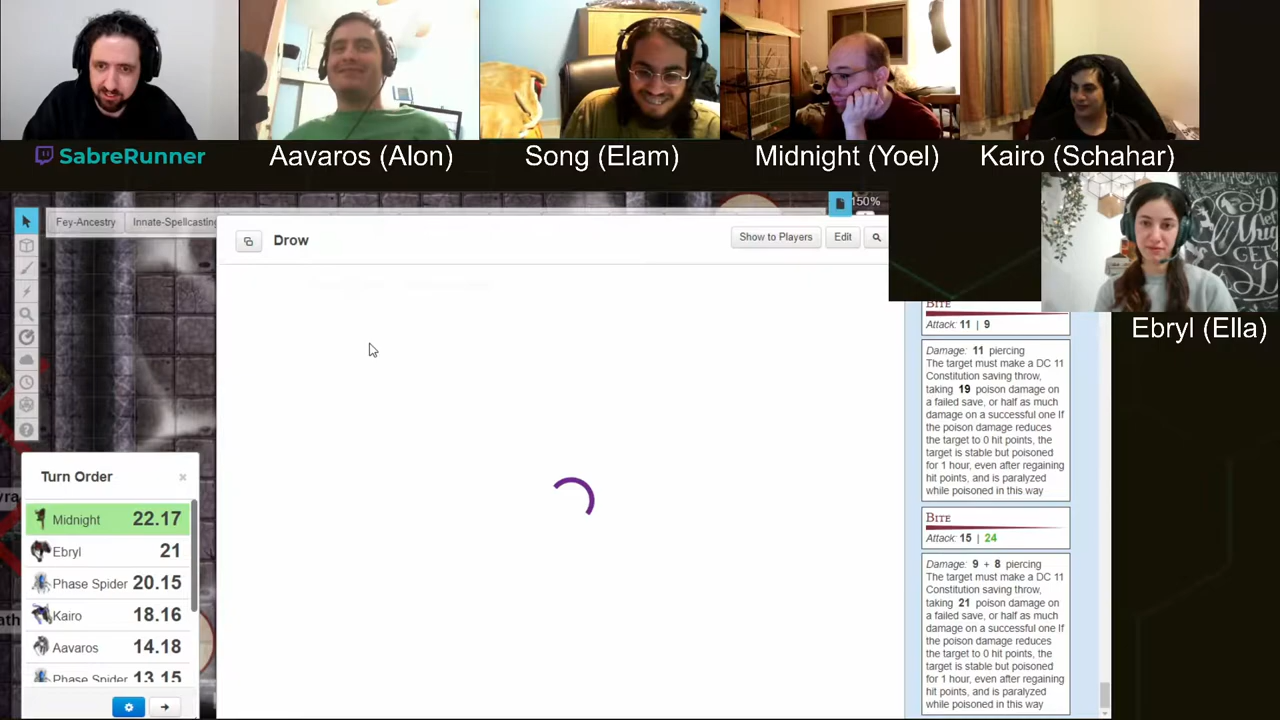 SabreRunner
Aavaros (Alon)
Song (Elam)
Midnight (Yoel)
Kairo (Schahar)
Ebryl (Ella)
150%
Fey-Ancestry
Innate-Spellcasting
Drow
Show to Players
Edit
Turn Order
Midnight 22.17
Ebryl 21
Phase Spider 20.15
Kairo 18.16
Aavaros 14.18
Phase Spider 13.15
BITE
Attack: 11 | 9
Damage: 11 piercing
The target must make a DC 11
Constitution saving throw,
taking 19 poison damage on
a failed save, or half as much
damage on a successful one If
the poison damage reduces
the target to 0 hit points, the
target is stable but poisoned
for 1 hour, even after regaining
hit points, and is paralyzed
while poisoned in this way
BITE
Attack: 15 | 24
Damage: 9 + 8 piercing
The target must make a DC 11
Constitution saving throw,
taking 21 poison damage on
a failed save, or half as much
damage on a successful one If
the poison damage reduces
the target to 0 hit points, the
target is stable but poisoned
for 1 hour, even after regaining
hit points, and is paralyzed
while poisoned in this way